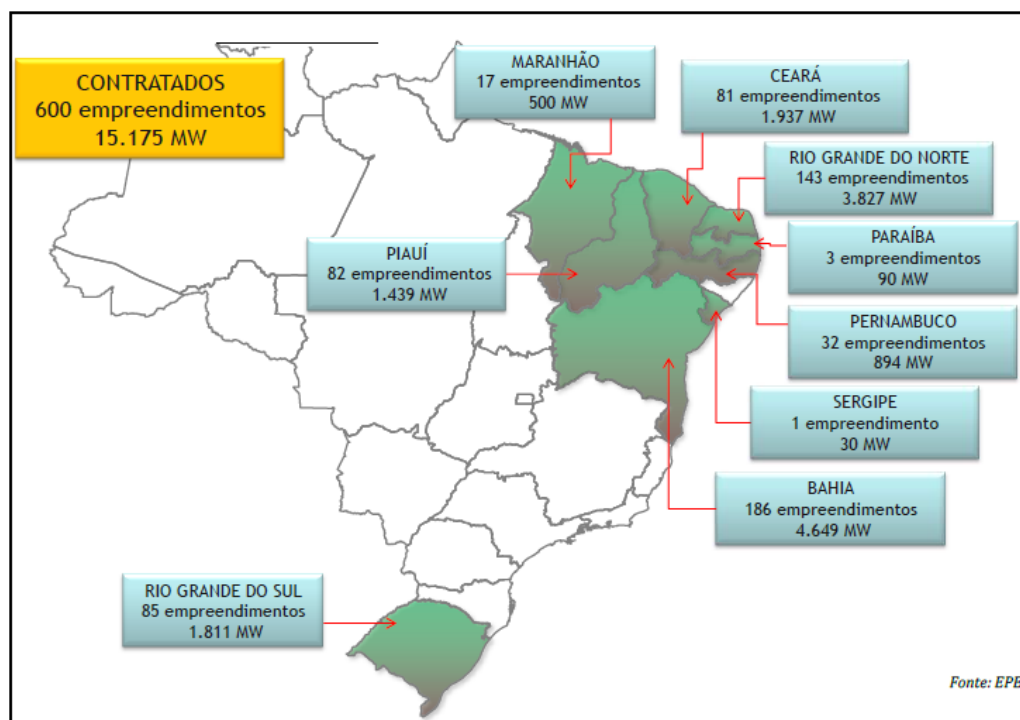 CONTRATADOS
600 empreendimentos
15.175 MW
MARANHÃO
17 empreendimentos
500 MW
CEARÁ
81 empreendimentos
1.937 MW
RIO GRANDE DO NORTE
143 empreendimentos
3.827 MW
PIAUÍ
82 empreendimentos
1.439 MW
PARAÍBA
3 empreendimentos
90 MW
PERNAMBUCO
32 empreendimentos
894 MW
SERGIPE
1 empreendimento
30 MW
BAHIA
186 empreendimentos
4.649 MW
RIO GRANDE DO SUL
85 empreendimentos
1.811 MW
Fonte: EPE